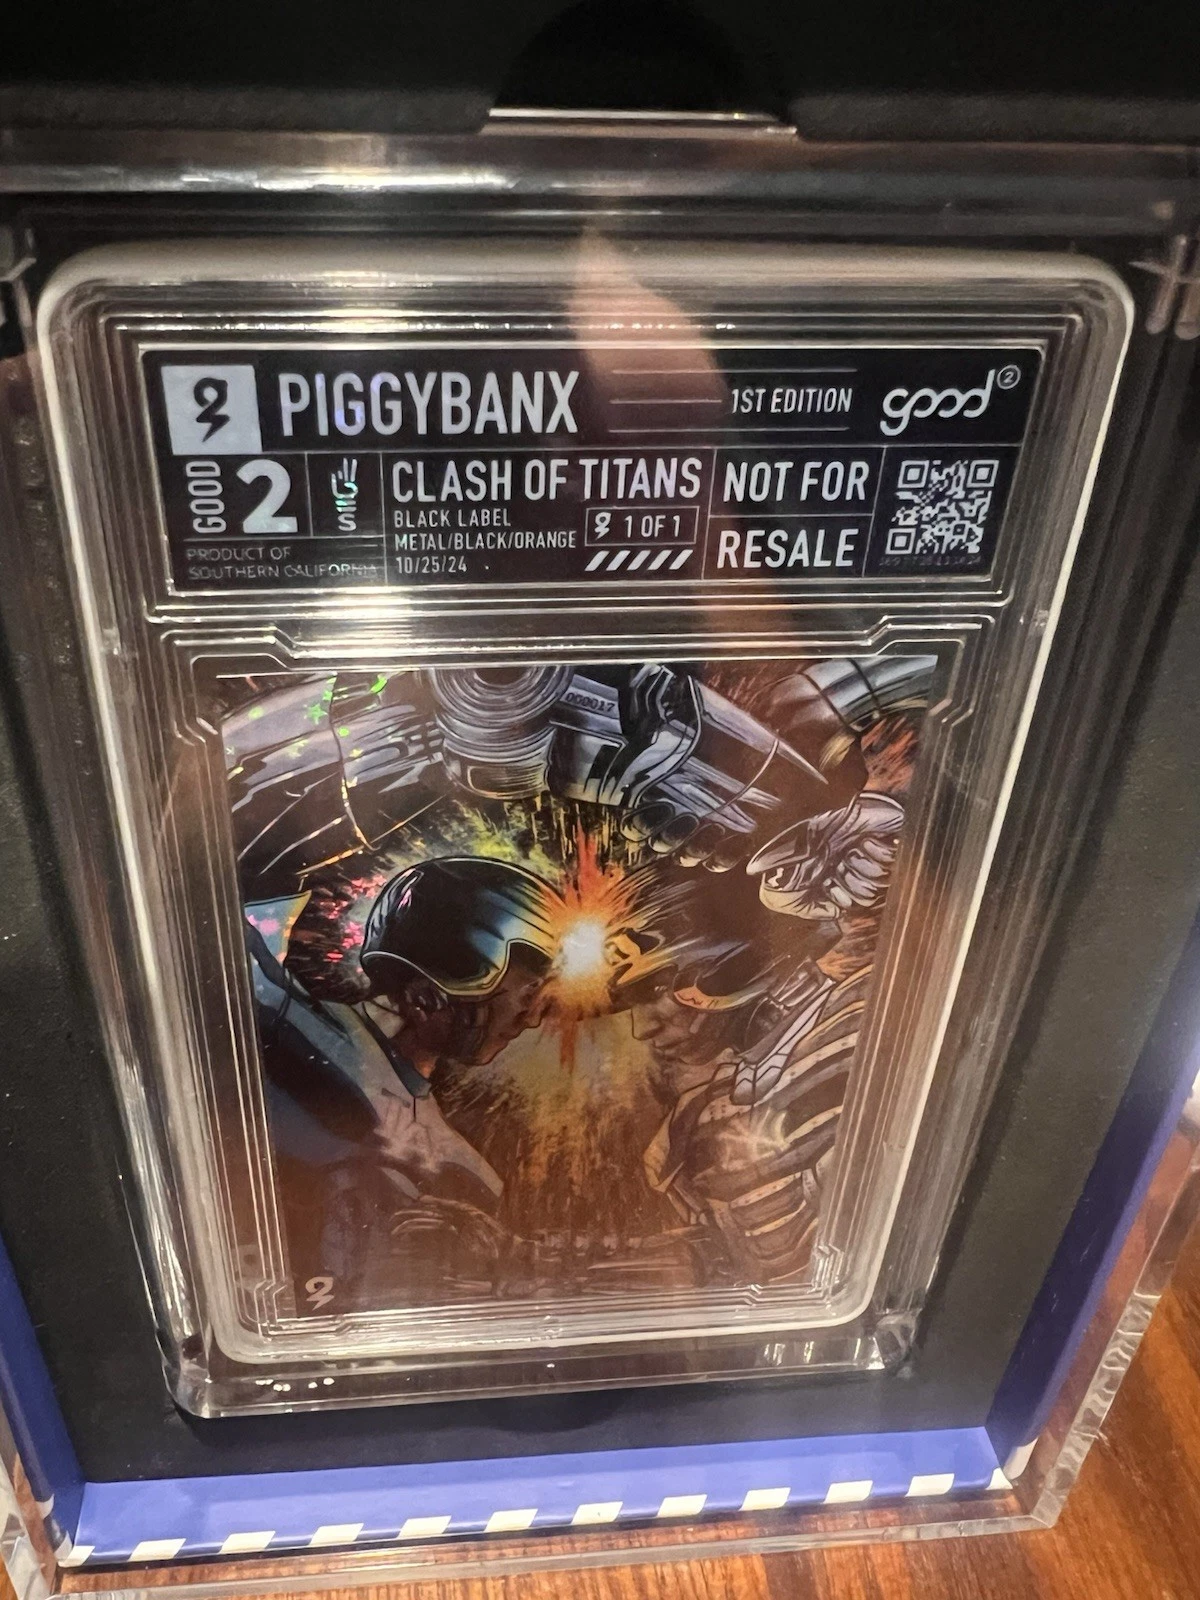 PIGGYBANX
1ST EDITION
good 2
GOOD 2
CLASH OF TITANS
BLACK LABEL
METAL/BLACK/ORANGE
10/25/24
1 OF 1
NOT FOR
RESALE
PRODUCT OF
SOUTHERN CALIFORNIA
000017